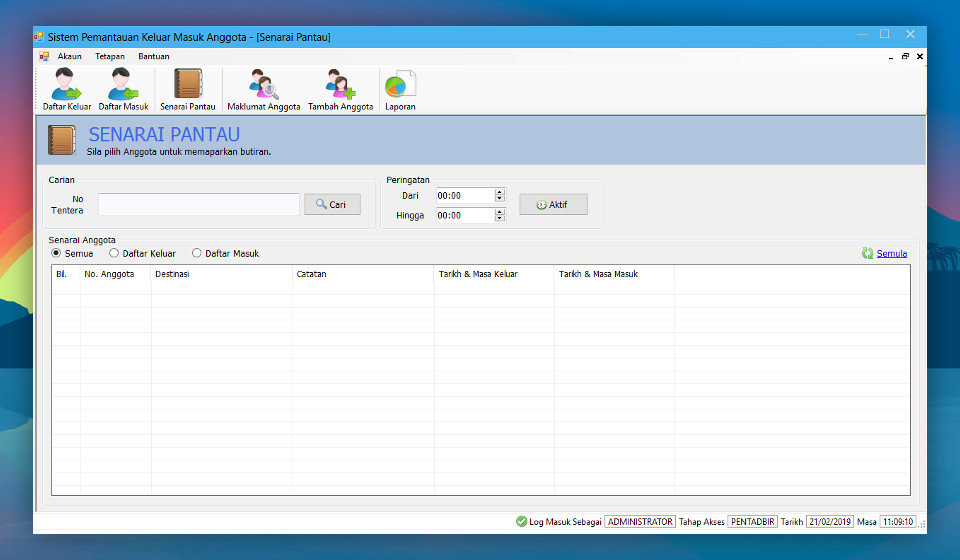 Sistem Pemantauan Keluar Masuk Anggota - [Senarai Pantau]
Akaun Tetapan Bantuan
Daftar Keluar Daftar Masuk Senarai Pantau Maklumat Anggota Tambah Anggota Laporan
SENARAI PANTAU
Sila pilih Anggota untuk memaparkan butiran.
Carian
No Tentera
Cari
Peringatan
Dari 00:00
Hingga 00:00
Aktif
Senarai Anggota
Semua Daftar Keluar Daftar Masuk Semula
Bil. No. Anggota Destinasi Catatan Tarikh & Masa Keluar Tarikh & Masa Masuk
Log Masuk Sebagai ADMINISTRATOR Tahap Akses PENTADBIR Tarikh 21/02/2019 Masa 11:09:10